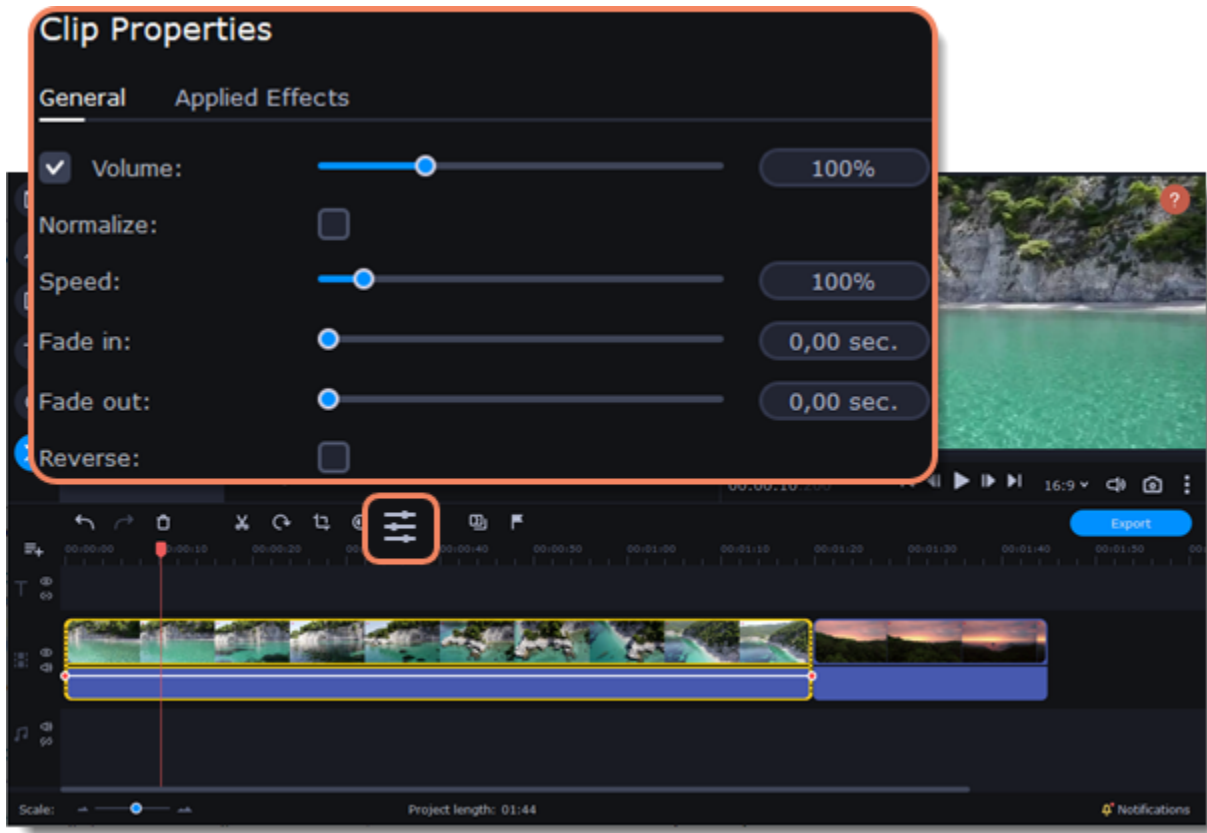 Clip Properties
General Applied Effects
Volume: 100%
Normalize:
Speed: 100%
Fade in: 0,00 sec.
Fade out: 0,00 sec.
Reverse:
?
16:9
Export
00:00:00 00:00:10 00:00:20 00:00:40 00:00:50 00:01:00 00:01:10 00:01:20 00:01:30 00:01:40 00:01:50
T
Scale: Project length: 01:44 Notifications